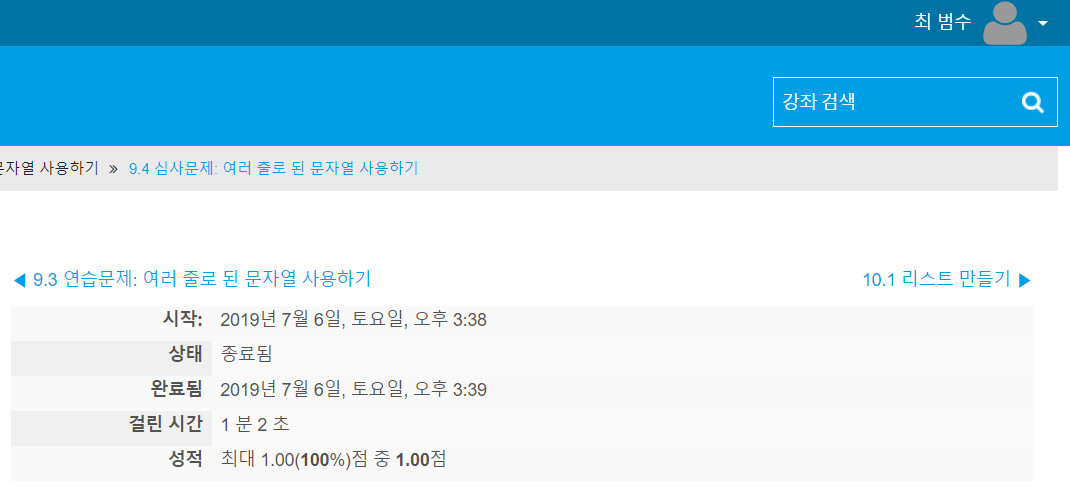 최 범수
강좌 검색
문자열 사용하기 » 9.4 심사문제: 여러 줄로 된 문자열 사용하기
◀ 9.3 연습문제: 여러 줄로 된 문자열 사용하기
10.1 리스트 만들기 ▶
시작: 2019년 7월 6일, 토요일, 오후 3:38
상태 종료됨
완료됨 2019년 7월 6일, 토요일, 오후 3:39
걸린 시간 1 분 2 초
성적 최대 1.00(100%)점 중 1.00점